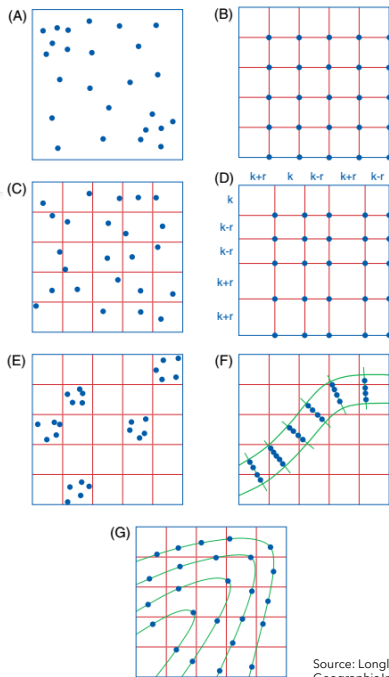 (A)
(B)
(C)
k+r k k-r k+r k-r
(D)
k
k-r
k-r
k+r
k+r
(E)
(F)
(G)
Source: Longl